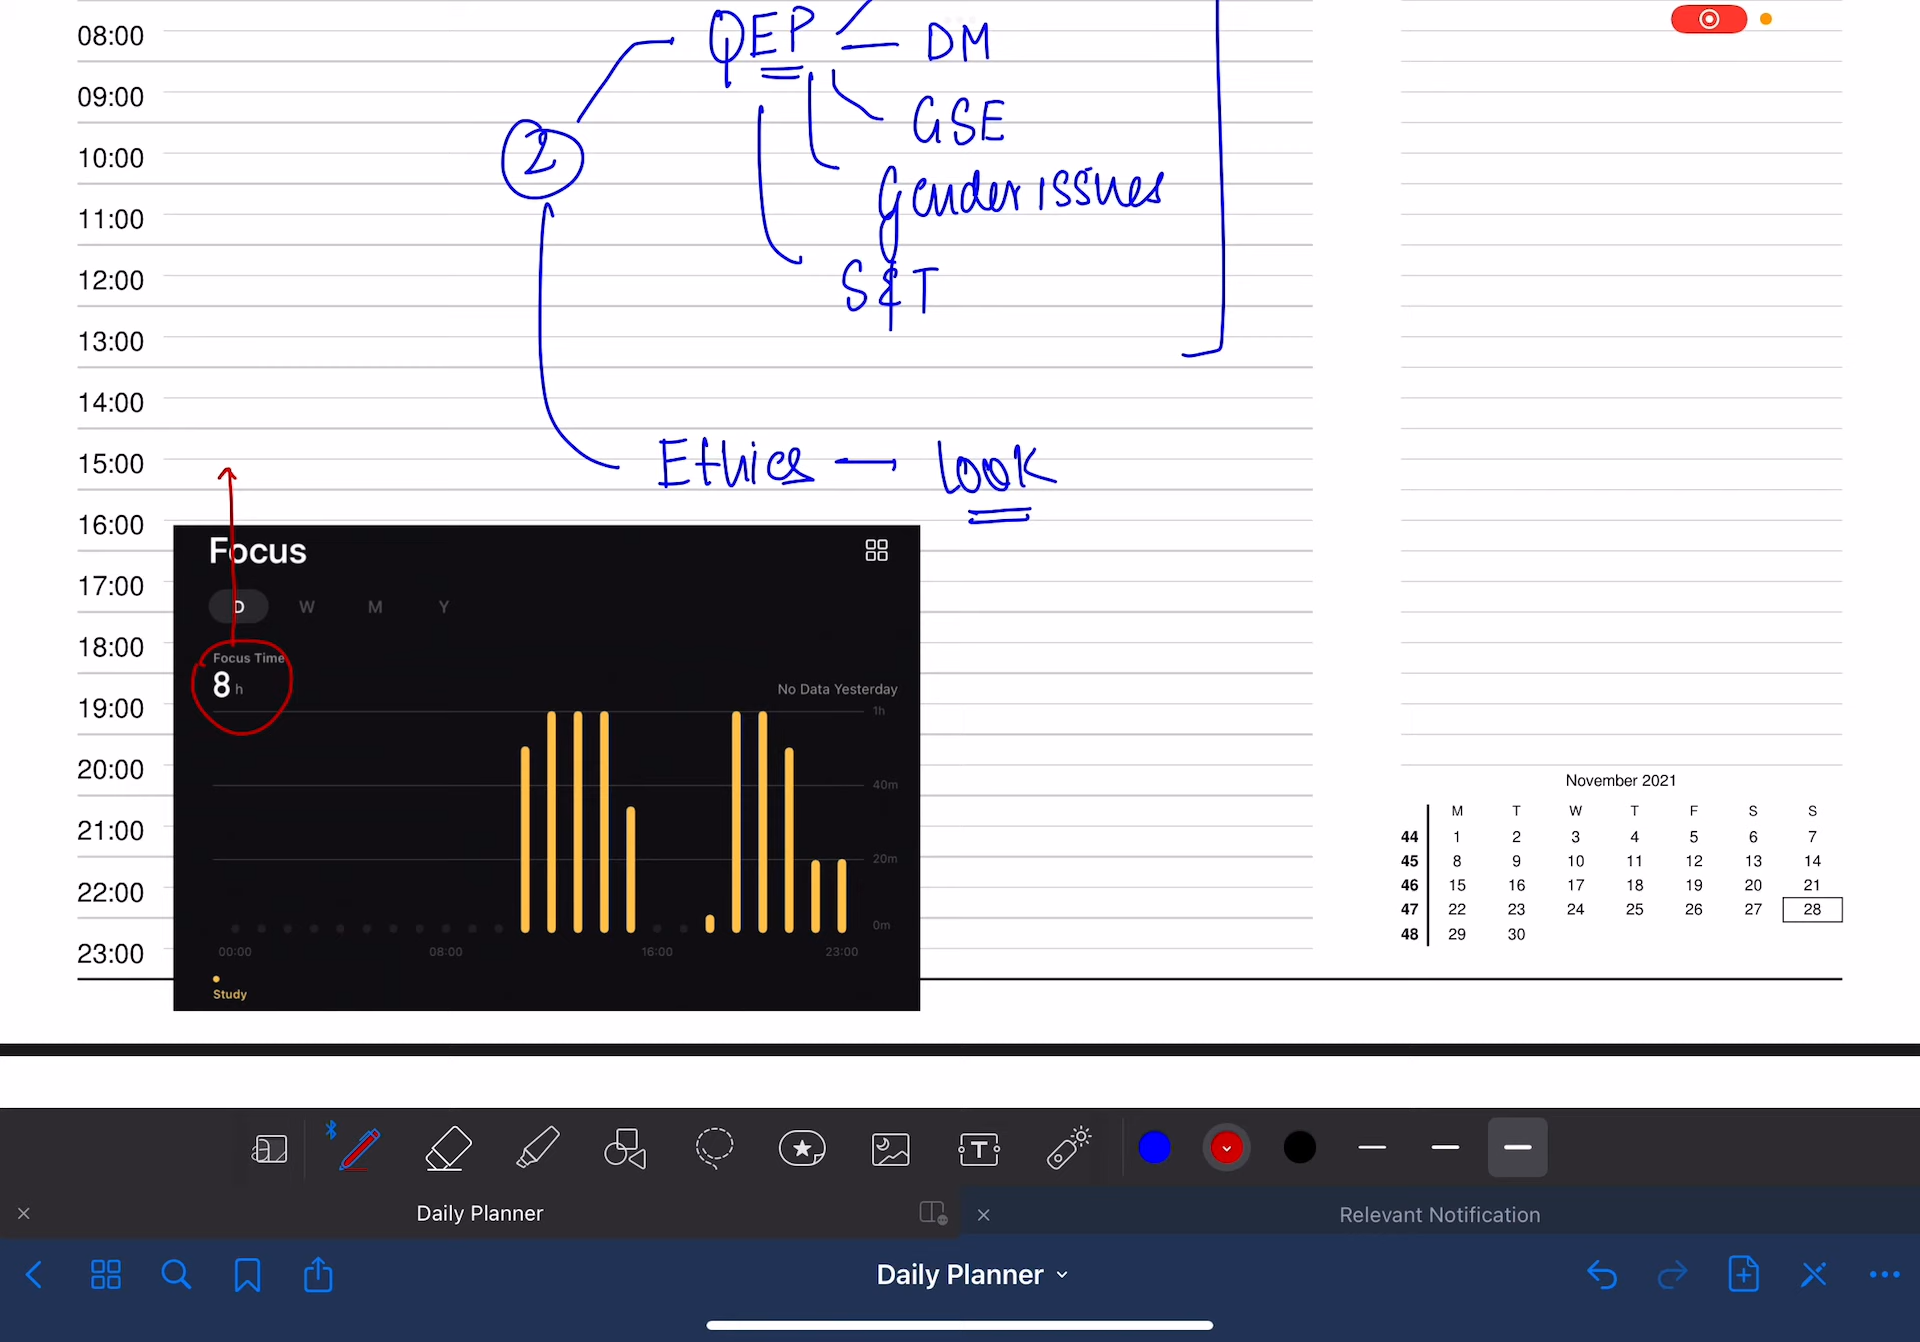 08:00
QEP — DM
09:00
GSE
10:00
2
Gender issues
11:00
12:00
S&T
13:00
14:00
15:00
Ethics — look
16:00
Focus
17:00
D W M Y
18:00
Focus Time
8 h
No Data Yesterday
19:00
1h
20:00
40m
21:00
20m
22:00
0m
23:00
00:00 08:00 16:00 23:00
Study
November 2021
M T W T F S S
44 1 2 3 4 5 6 7
45 8 9 10 11 12 13 14
46 15 16 17 18 19 20 21
47 22 23 24 25 26 27 28
48 29 30
T
Daily Planner
Relevant Notification
Daily Planner